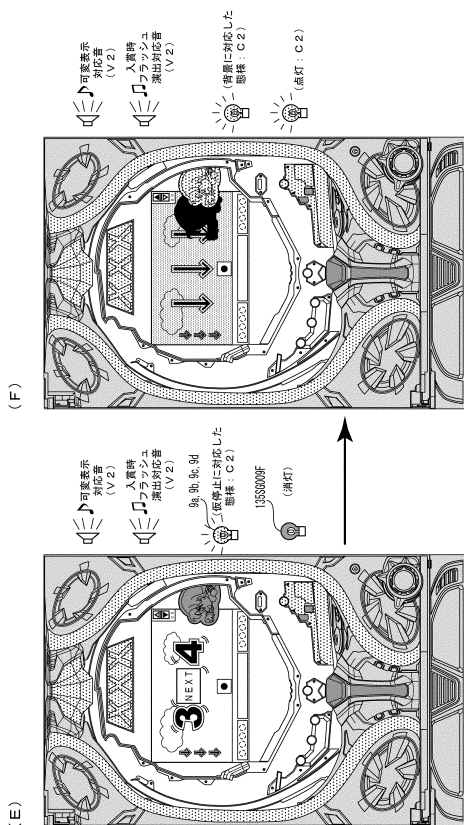 (E)
♪可変表示
対応音
(V2)
♫入賞時
フラッシュ
演出対応音
(V2)
9a, 9b, 9c, 9d
(仮停止に対応した
態様:C2)
135SG009F
(消灯)
3
NEXT
4
(F)
♪可変表示
対応音
(V2)
♫入賞時
フラッシュ
演出対応音
(V2)
(背景に対応した
態様:C2)
(点灯:C2)